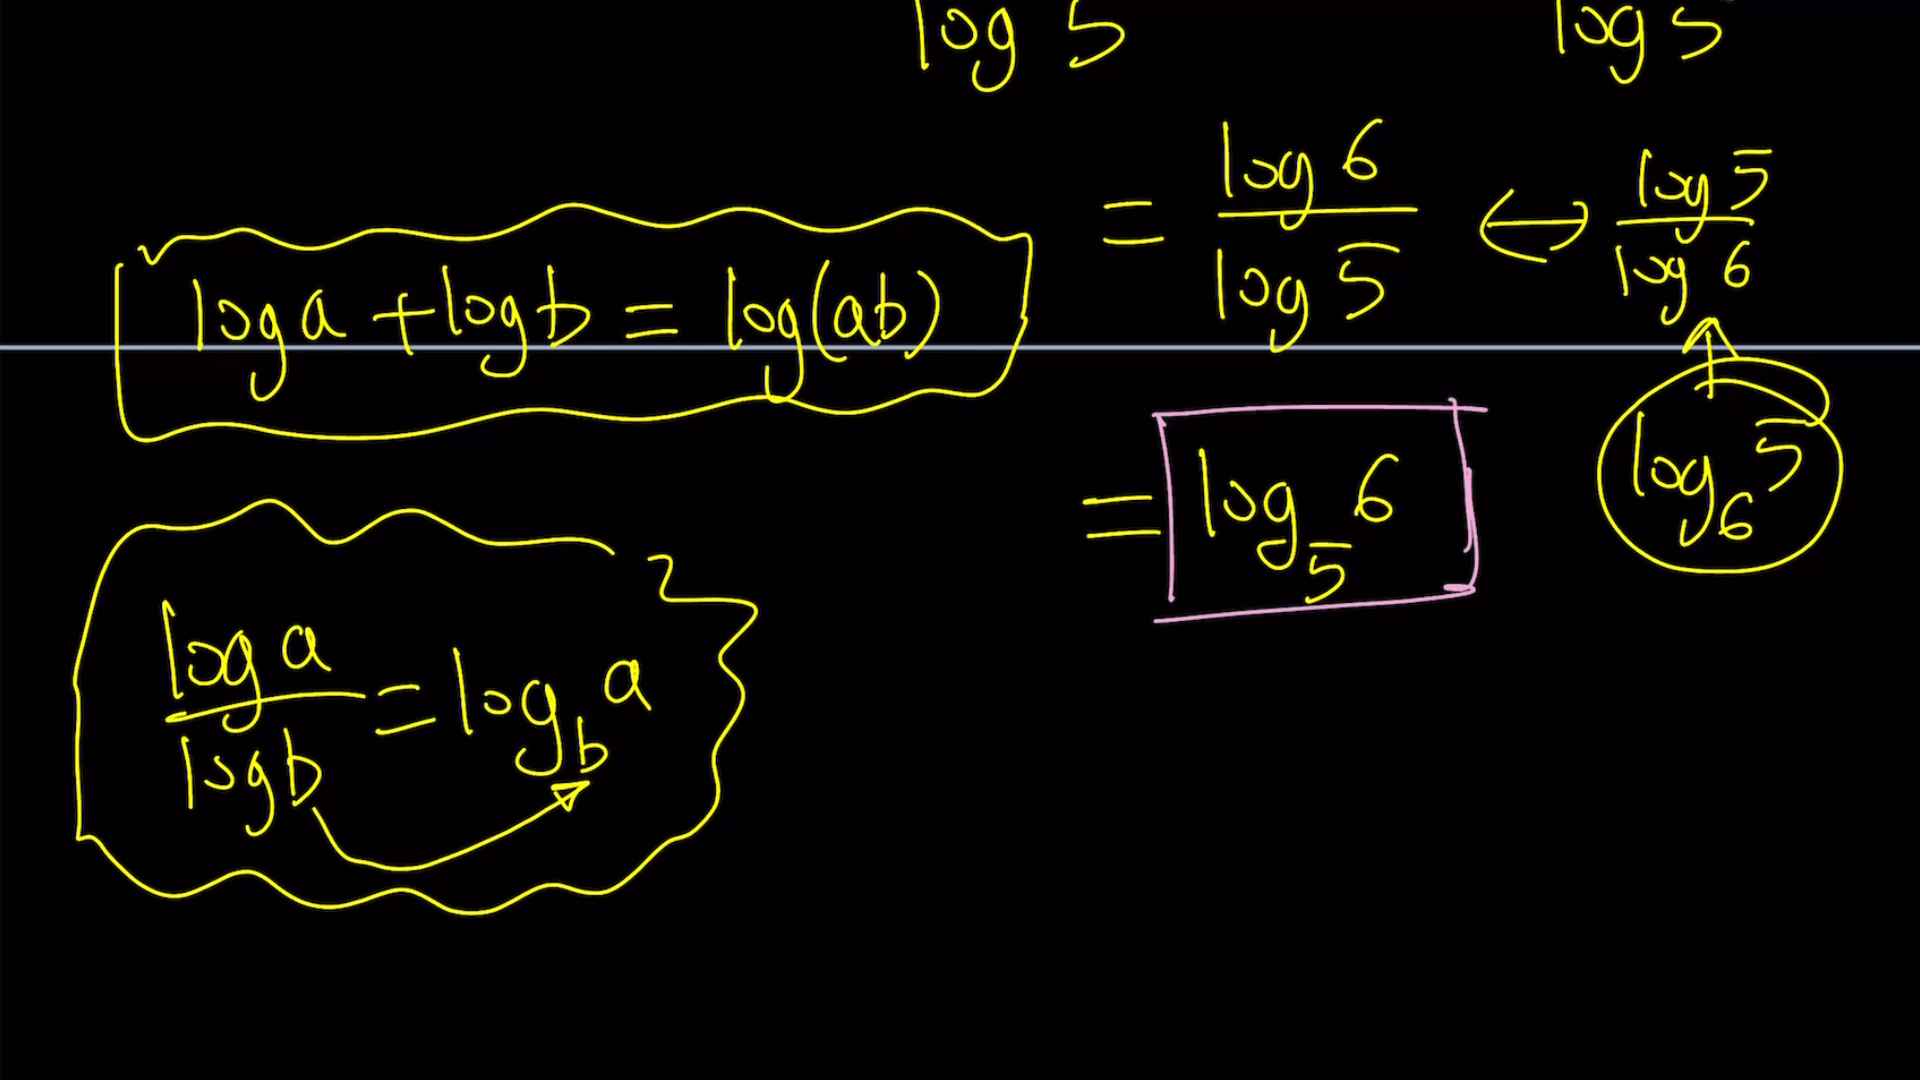 log 5
log 5
log a + log b = log(ab)
= log 6 / log 5 ↔ log 5 / log 6
= log₅ 6
log₆ 5
log a / log b = log_b a